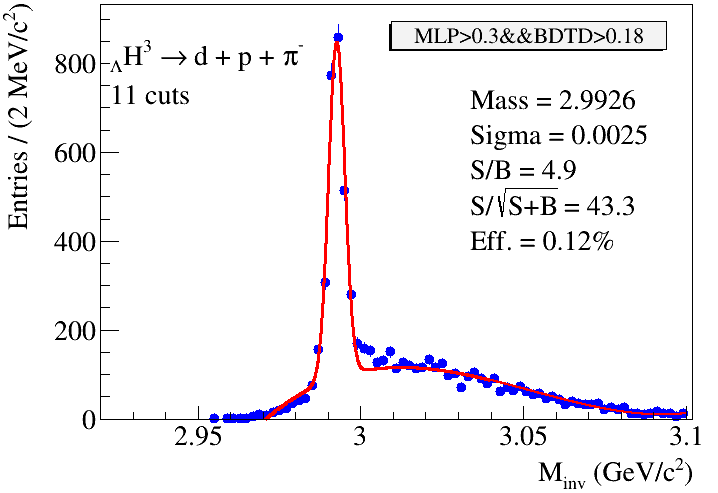 Entries / (2 MeV/c²)
800
600
400
200
0
ΛH³ → d + p + π⁻
11 cuts
MLP>0.3&&BDTD>0.18
Mass = 2.9926
Sigma = 0.0025
S/B = 4.9
S/√S+B = 43.3
Eff. = 0.12%
2.95 3 3.05 3.1
M_inv (GeV/c²)